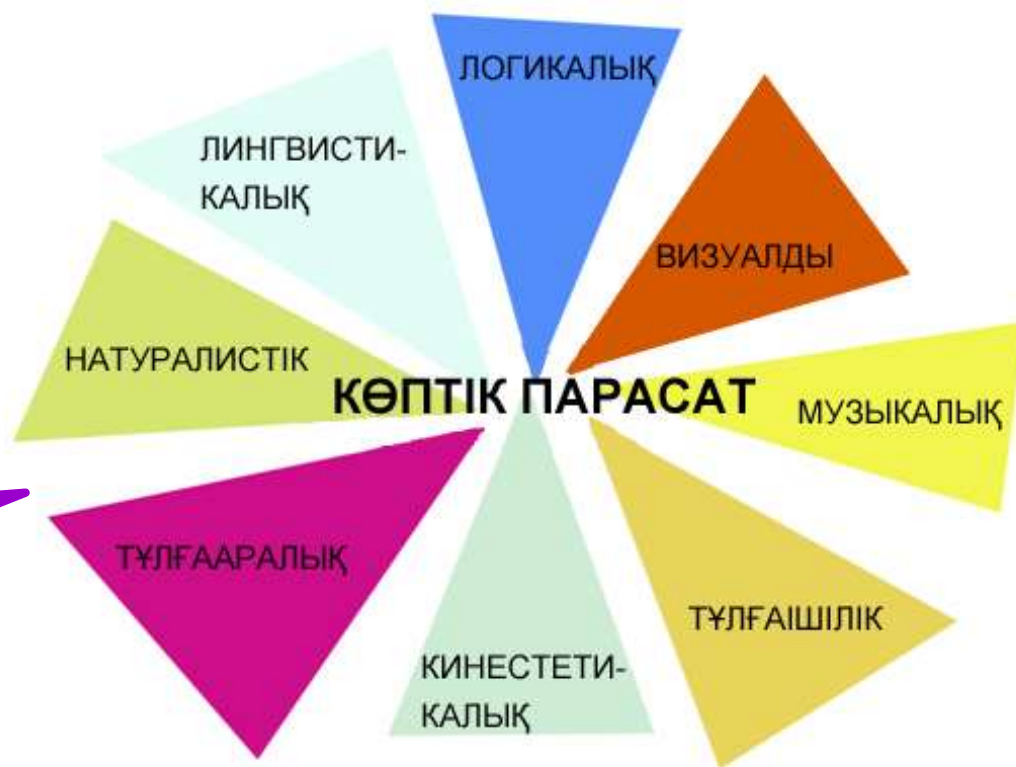 ЛОГИКАЛЫҚ
ЛИНГВИСТИ-
КАЛЫҚ
ВИЗУАЛДЫ
НАТУРАЛИСТІК
КӨПТІК ПАРАСАТ
МУЗЫКАЛЫҚ
ТҰЛҒААРАЛЫҚ
ТҰЛҒАІШІЛІК
КИНЕСТЕТИ-
КАЛЫҚ